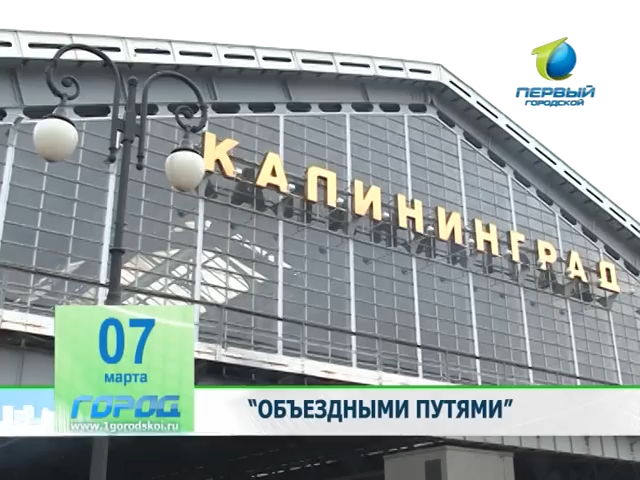 ПЕРВЫЙ
ГОРОДСКОЙ
КАЛИНИНГРАД
07
марта
ГОРОД
www.1gorodskoi.ru
“ОБЪЕЗДНЫМИ ПУТЯМИ”